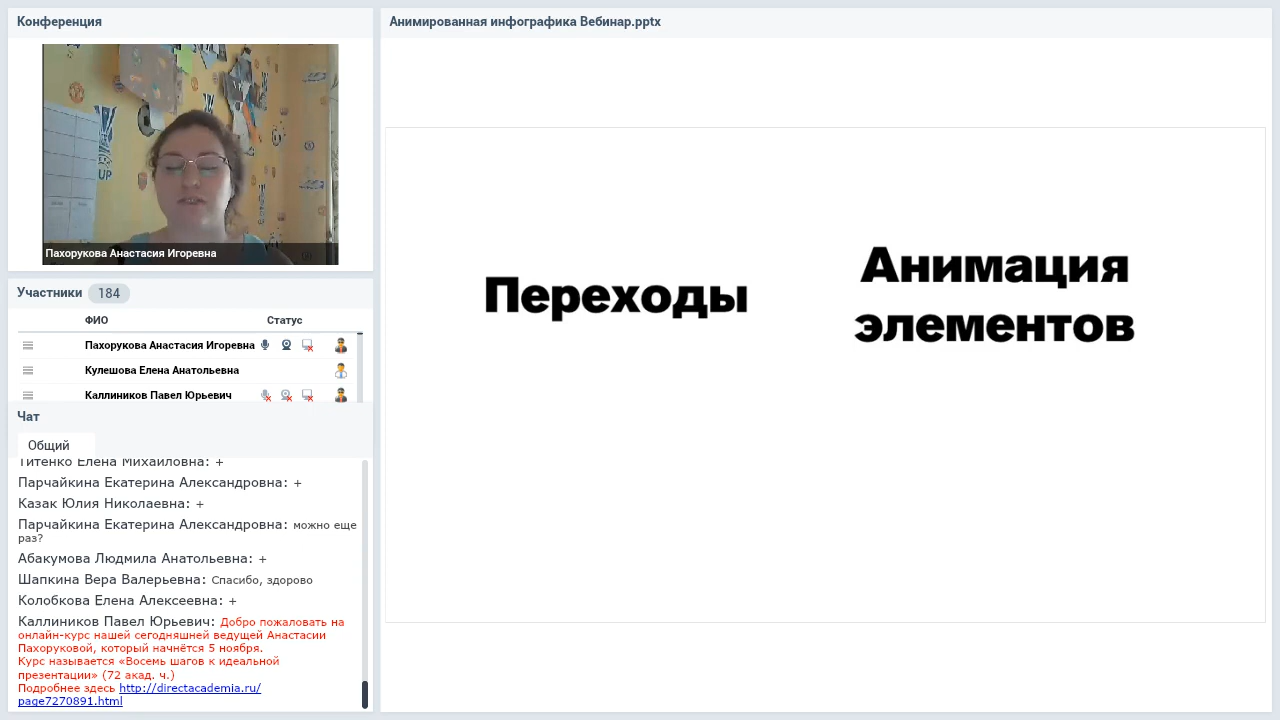 Конференция
UP
Пахорукова Анастасия Игоревна
Участники 184
ФИО Статус
Пахорукова Анастасия Игоревна
Кулешова Елена Анатольевна
Каллиников Павел Юрьевич
Чат
Общий
Титенко Елена Михайловна: +
Парчайкина Екатерина Александровна: +
Казак Юлия Николаевна: +
Парчайкина Екатерина Александровна: можно еще
раз?
Абакумова Людмила Анатольевна: +
Шапкина Вера Валерьевна: Спасибо, здорово
Колобкова Елена Алексеевна: +
Каллиников Павел Юрьевич: Добро пожаловать на
онлайн-курс нашей сегодняшней ведущей Анастасии
Пахоруковой, который начнётся 5 ноября.
Курс называется «Восемь шагов к идеальной
презентации» (72 акад. ч.)
Подробнее здесь http://directacademia.ru/
page7270891.html
Анимированная инфографика Вебинар.pptx
Переходы
Анимация
элементов